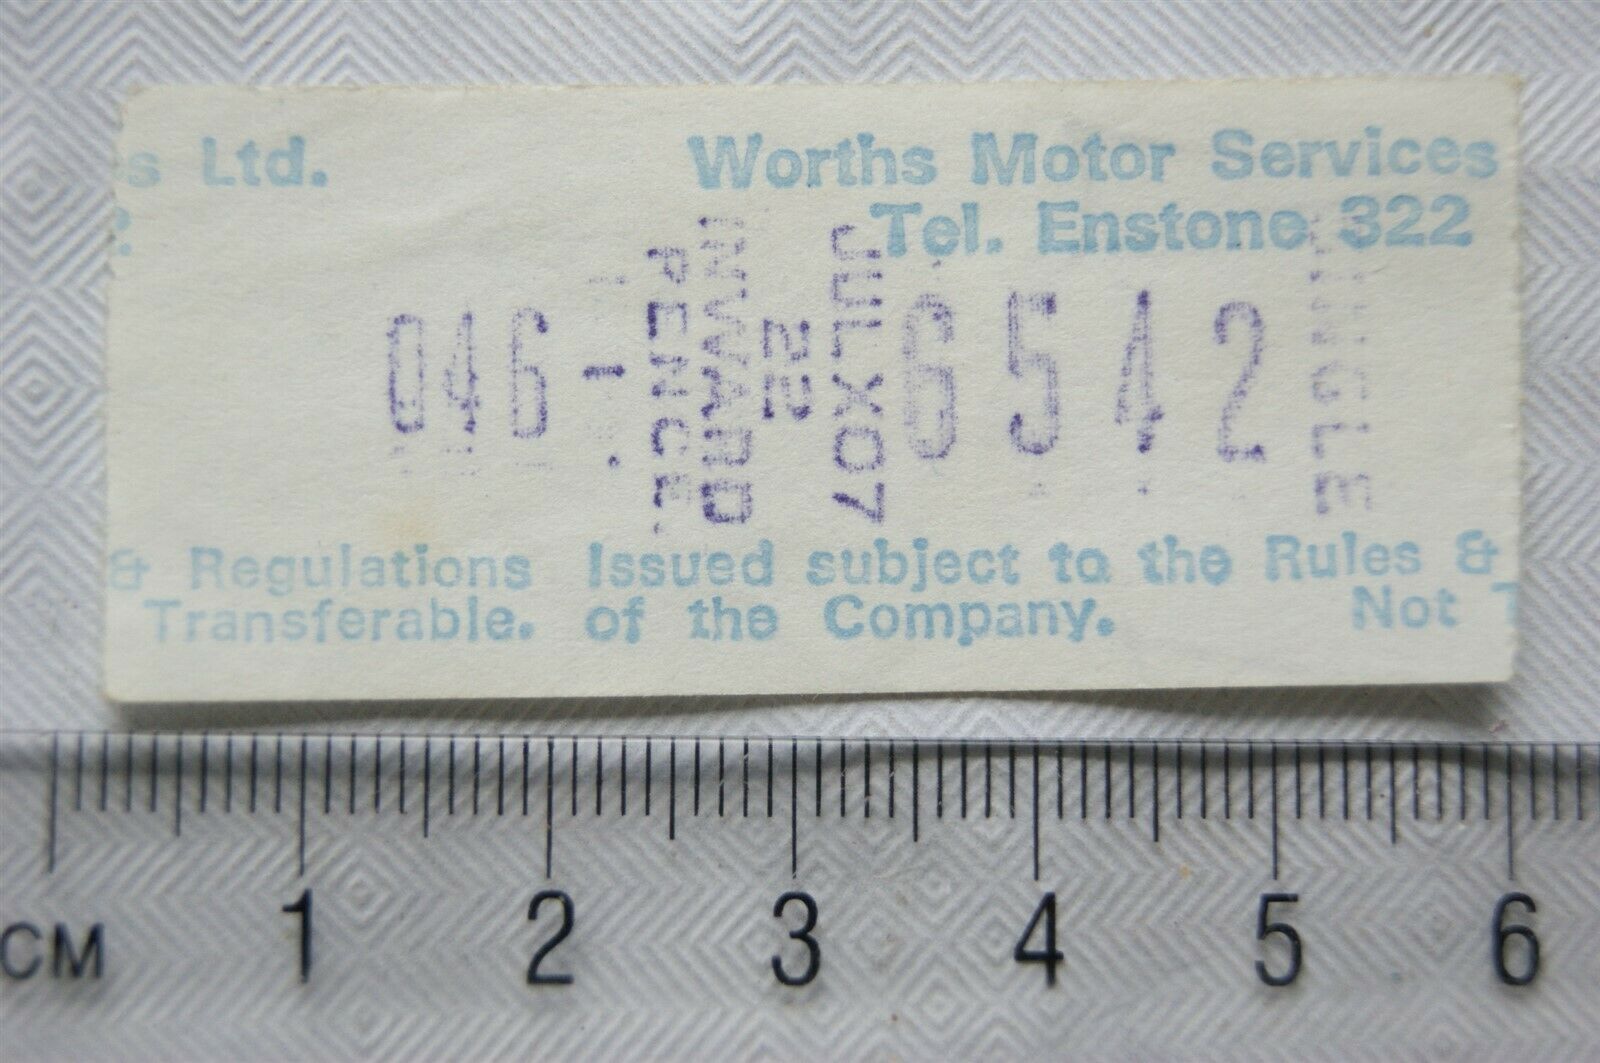 s Ltd. Worths Motor Services
Tel. Enstone 322
046
PENCE
INWARD
22
JUL X07
6542
SINGLE
& Regulations Issued subject to the Rules &
Transferable. of the Company. Not T
CM 1 2 3 4 5 6